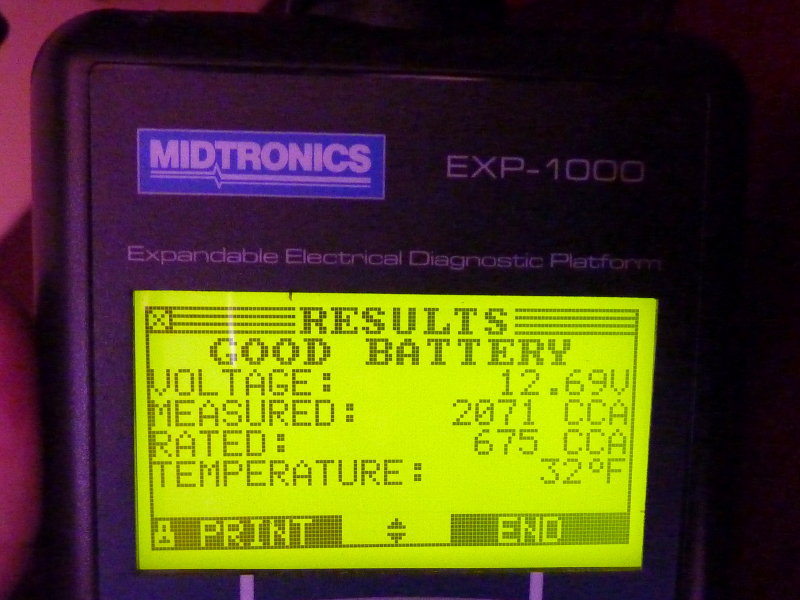 MIDTRONICS
EXP-1000
Expandable Electrical Diagnostic Platform
RESULTS
GOOD BATTERY
VOLTAGE: 12.69V
MEASURED: 2071 CCA
RATED: 675 CCA
TEMPERATURE: 32°F
PRINT END